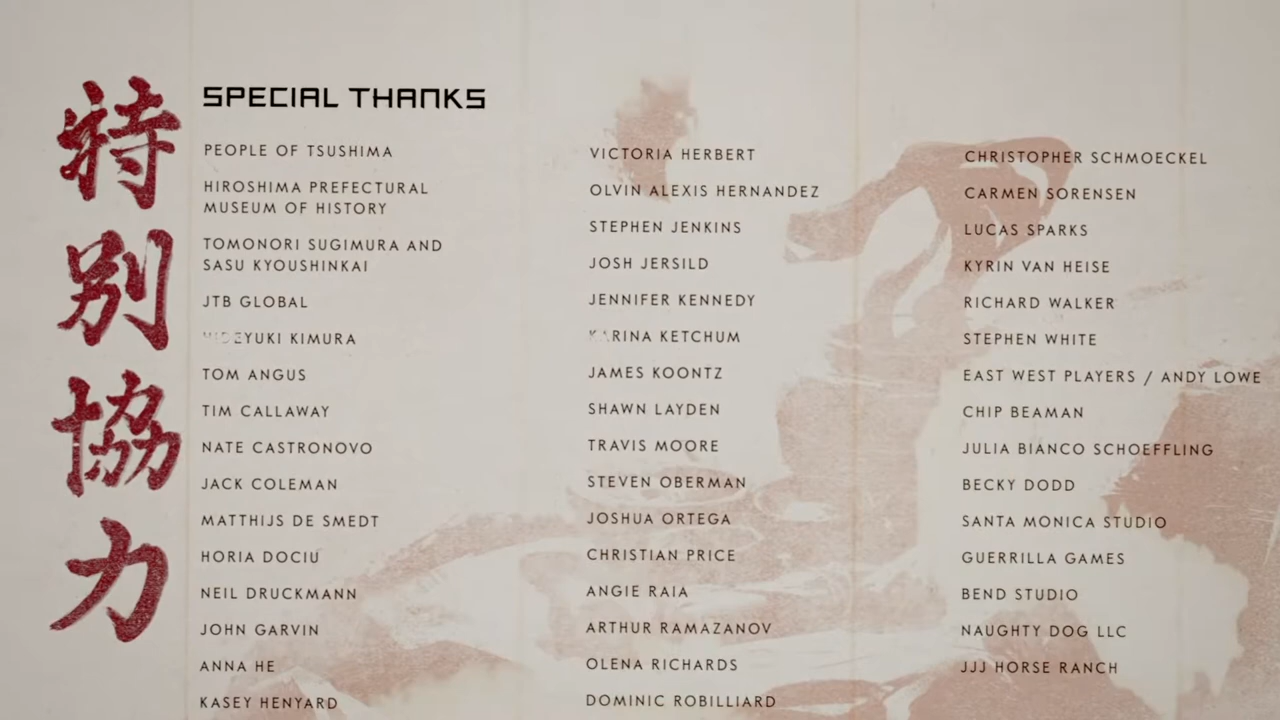 特別協力
SPECIAL THANKS
PEOPLE OF TSUSHIMA
HIROSHIMA PREFECTURAL
MUSEUM OF HISTORY
TOMONORI SUGIMURA AND
SASU KYOUSHINKAI
JTB GLOBAL
HIDEYUKI KIMURA
TOM ANGUS
TIM CALLAWAY
NATE CASTRONOVO
JACK COLEMAN
MATTHIJS DE SMEDT
HORIA DOCIU
NEIL DRUCKMANN
JOHN GARVIN
ANNA HE
KASEY HENYARD
VICTORIA HERBERT
OLVIN ALEXIS HERNANDEZ
STEPHEN JENKINS
JOSH JERSILD
JENNIFER KENNEDY
KARINA KETCHUM
JAMES KOONTZ
SHAWN LAYDEN
TRAVIS MOORE
STEVEN OBERMAN
JOSHUA ORTEGA
CHRISTIAN PRICE
ANGIE RAIA
ARTHUR RAMAZANOV
OLENA RICHARDS
DOMINIC ROBILLIARD
CHRISTOPHER SCHMOECKEL
CARMEN SORENSEN
LUCAS SPARKS
KYRIN VAN HEISE
RICHARD WALKER
STEPHEN WHITE
EAST WEST PLAYERS / ANDY LOWE
CHIP BEAMAN
JULIA BIANCO SCHOEFFLING
BECKY DODD
SANTA MONICA STUDIO
GUERRILLA GAMES
BEND STUDIO
NAUGHTY DOG LLC
JJJ HORSE RANCH